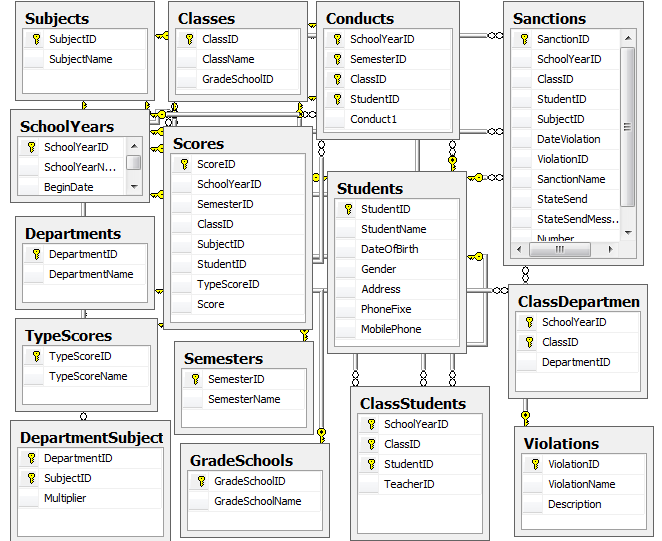 Subjects
SubjectID
SubjectName
Classes
ClassID
ClassName
GradeSchoolID
Conducts
SchoolYearID
SemesterID
ClassID
StudentID
Conduct1
Sanctions
SanctionID
SchoolYearID
ClassID
StudentID
SubjectID
DateViolation
ViolationID
SanctionName
StateSend
StateSendMess...
Number
SchoolYears
SchoolYearID
SchoolYearN...
BeginDate
Scores
ScoreID
SchoolYearID
SemesterID
ClassID
SubjectID
StudentID
TypeScoreID
Score
Students
StudentID
StudentName
DateOfBirth
Gender
Address
PhoneFixe
MobilePhone
Departments
DepartmentID
DepartmentName
ClassDepartmen
SchoolYearID
ClassID
DepartmentID
TypeScores
TypeScoreID
TypeScoreName
Semesters
SemesterID
SemesterName
ClassStudents
SchoolYearID
ClassID
StudentID
TeacherID
DepartmentSubject
DepartmentID
SubjectID
Multiplier
GradeSchools
GradeSchoolID
GradeSchoolName
Violations
ViolationID
ViolationName
Description